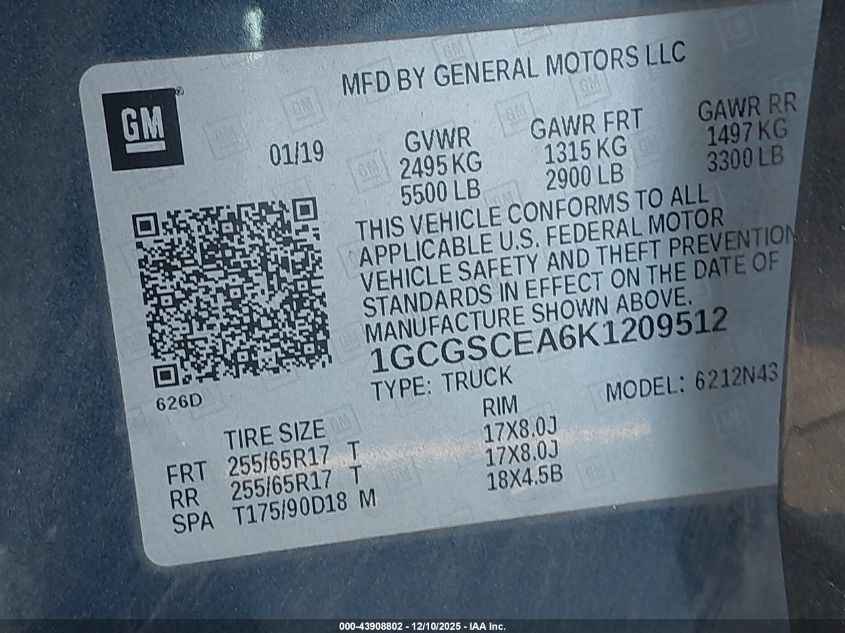 MFD BY GENERAL MOTORS LLC
GM ®
01/19
GVWR
2495 KG
5500 LB
GAWR FRT
1315 KG
2900 LB
GAWR RR
1497 KG
3300 LB
THIS VEHICLE CONFORMS TO ALL
APPLICABLE U.S. FEDERAL MOTOR
VEHICLE SAFETY AND THEFT PREVENTION
STANDARDS IN EFFECT ON THE DATE OF
MANUFACTURE SHOWN ABOVE.
1GCGSCEA6K1209512
626D
TYPE: TRUCK
MODEL: 6212N43
TIRE SIZE RIM
FRT 255/65R17 T 17X8.0J
RR 255/65R17 T 17X8.0J
SPA T175/90D18 M 18X4.5B
000-43908802 - 12/10/2025 - IAA Inc.